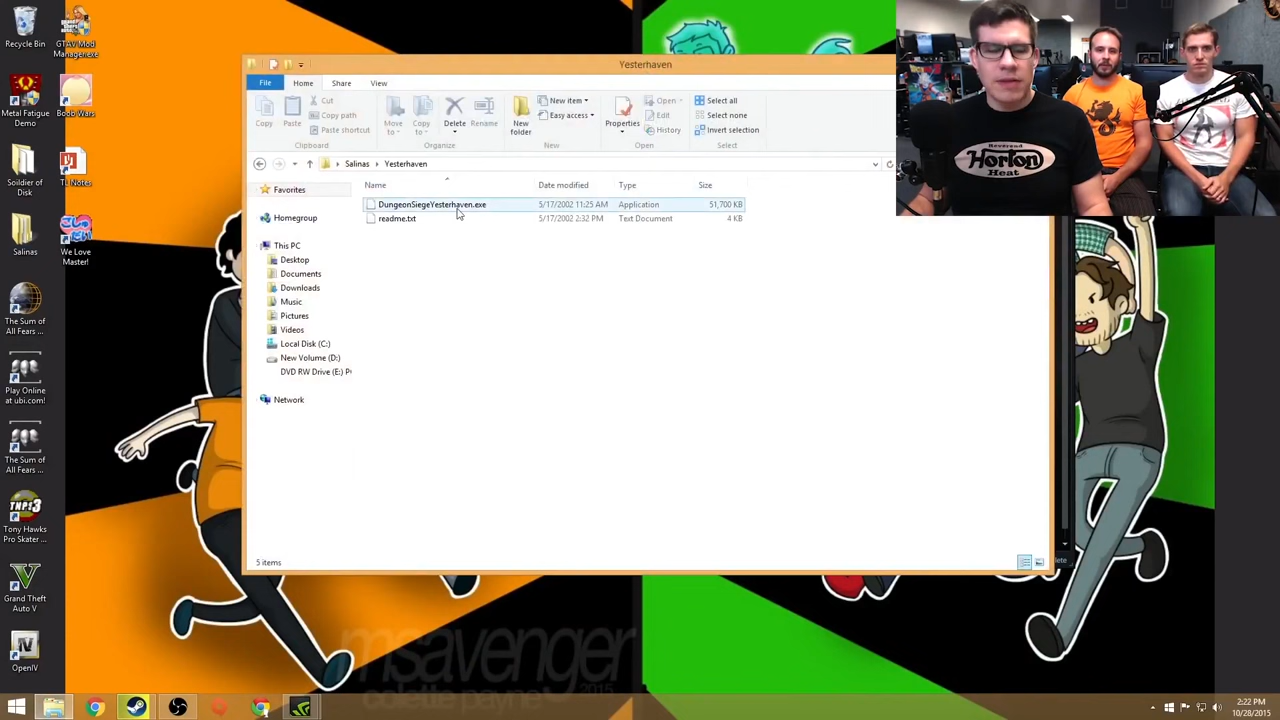 Recycle Bin
GTAV Mod
Manager.exe
Metal Fatigue
Demo
Boob Wars
Soldier of
TL Notes
Salinas
We Love
Master!
The Sum of
All Fears ...
Play Online
at ubi.com!
The Sum of
All Fears ...
Tony Hawks
Pro Skater ...
Grand Theft
Auto V
OpenIV
Yesterhaven
File
Home
Share
View
Copy
Paste
Cut
Copy path
Paste shortcut
Clipboard
Move
to
Copy
to
Delete
Rename
Organize
New
folder
New item
Easy access
New
Properties
Open
Edit
History
Open
Select all
Select none
Invert selection
Select
Salinas
Yesterhaven
Favorites
Homegroup
This PC
Desktop
Documents
Downloads
Music
Pictures
Videos
Local Disk (C:)
New Volume (D:)
DVD RW Drive (E:)
Network
Name Date modified Type Size
DungeonSiegeYesterhaven.exe 5/17/2002 11:25 AM Application 51,700 KB
readme.txt 5/17/2002 2:32 PM Text Document 4 KB
5 items
Reverend
Horton
Heat
THPS3
msavenger
colette payne 2015
2:22 PM
10/28/2015